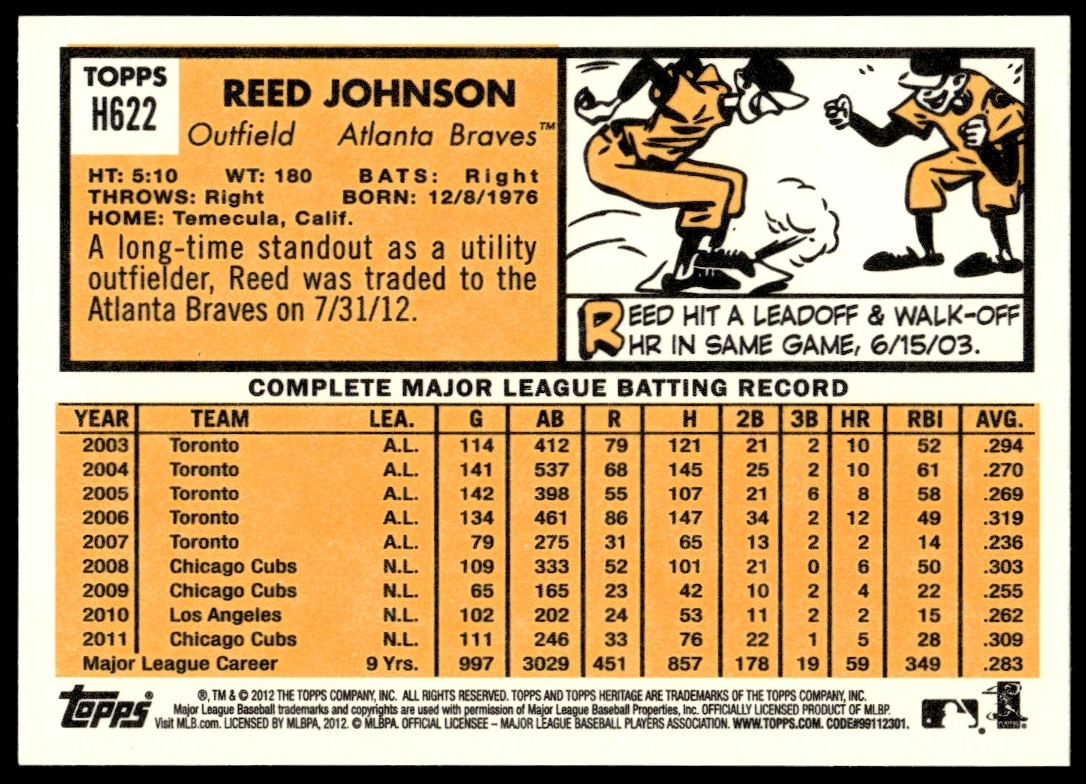 TOPPS
H622
REED JOHNSON
Outfield Atlanta Braves™
HT: 5:10 WT: 180 BATS: Right
THROWS: Right BORN: 12/8/1976
HOME: Temecula, Calif.
A long-time standout as a utility
outfielder, Reed was traded to the
Atlanta Braves on 7/31/12.
REED HIT A LEADOFF & WALK-OFF
HR IN SAME GAME, 6/15/03.
COMPLETE MAJOR LEAGUE BATTING RECORD
YEAR TEAM LEA. G AB R H 2B 3B HR RBI AVG.
2003 Toronto A.L. 114 412 79 121 21 2 10 52 .294
2004 Toronto A.L. 141 537 68 145 25 2 10 61 .270
2005 Toronto A.L. 142 398 55 107 21 6 8 58 .269
2006 Toronto A.L. 134 461 86 147 34 2 12 49 .319
2007 Toronto A.L. 79 275 31 65 13 2 2 14 .236
2008 Chicago Cubs N.L. 109 333 52 101 21 0 6 50 .303
2009 Chicago Cubs N.L. 65 165 23 42 10 2 4 22 .255
2010 Los Angeles N.L. 102 202 24 53 11 2 2 15 .262
2011 Chicago Cubs N.L. 111 246 33 76 22 1 5 28 .309
Major League Career 9 Yrs. 997 3029 451 857 178 19 59 349 .283
Topps®
®, TM & © 2012 THE TOPPS COMPANY, INC. ALL RIGHTS RESERVED. TOPPS AND TOPPS HERITAGE ARE TRADEMARKS OF THE TOPPS COMPANY, INC.
Major League Baseball trademarks and copyrights are used with permission of Major League Baseball Properties, Inc. OFFICIALLY LICENSED PRODUCT OF MLBP.
Visit MLB.com. LICENSED BY MLBPA, 2012. © MLBPA. OFFICIAL LICENSEE – MAJOR LEAGUE BASEBALL PLAYERS ASSOCIATION. WWW.TOPPS.COM. CODE#99112301.